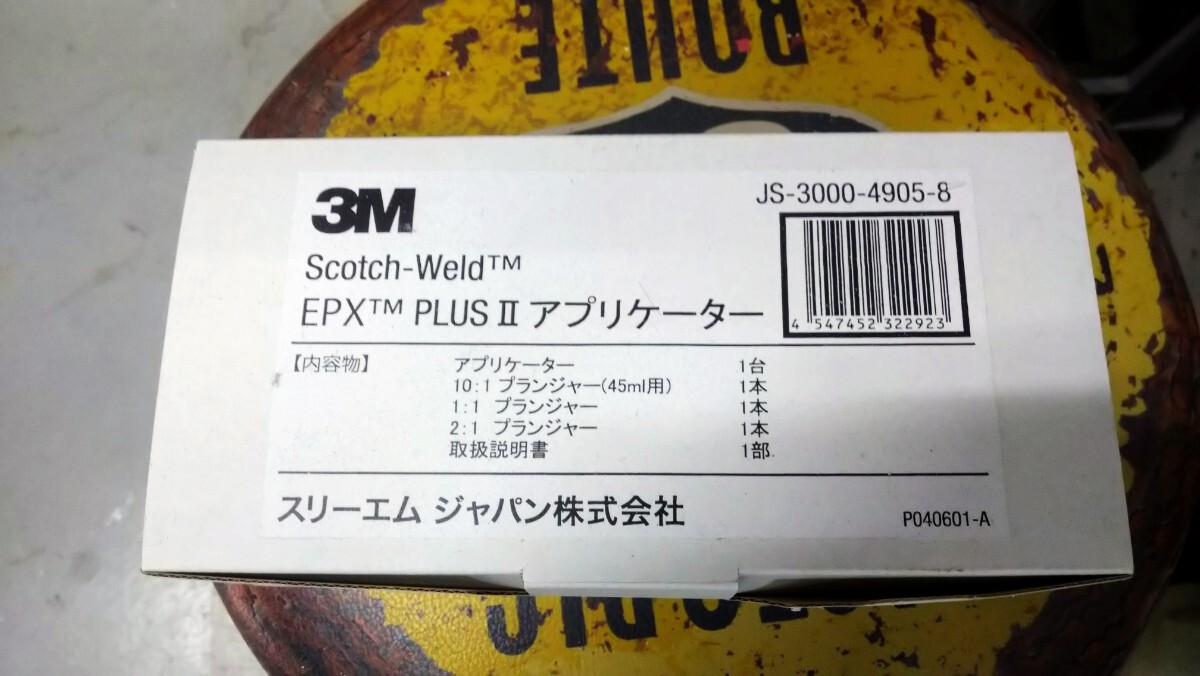 ROUTE
3M
JS-3000-4905-8
Scotch-Weld™
EPX™ PLUS II アプリケーター
4 547452 322923
【内容物】 アプリケーター 1台
10:1 プランジャー(45ml用) 1本
1:1 プランジャー 1本
2:1 プランジャー 1本
取扱説明書 1部.
スリーエム ジャパン株式会社
P040601-A